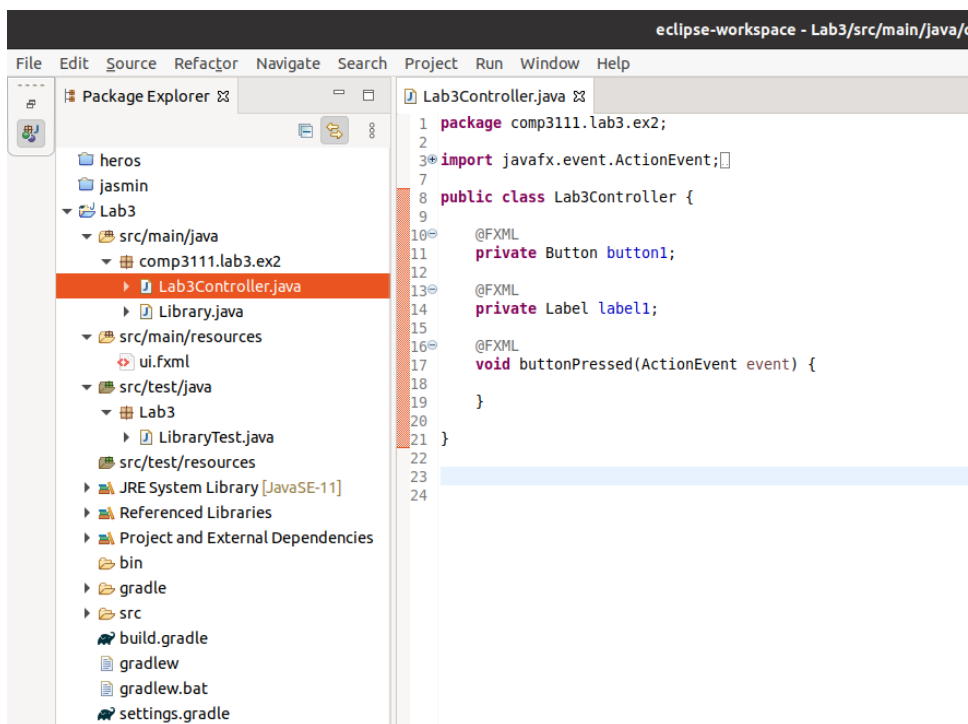 eclipse-workspace - Lab3/src/main/java/c
File Edit Source Refactor Navigate Search Project Run Window Help
Package Explorer
heros
jasmin
Lab3
src/main/java
comp3111.lab3.ex2
Lab3Controller.java
Library.java
src/main/resources
ui.fxml
src/test/java
Lab3
LibraryTest.java
src/test/resources
JRE System Library [JavaSE-11]
Referenced Libraries
Project and External Dependencies
bin
gradle
src
build.gradle
gradlew
gradlew.bat
settings.gradle
Lab3Controller.java
1 package comp3111.lab3.ex2;
2
3 import javafx.event.ActionEvent;
7
8 public class Lab3Controller {
9
10 @FXML
11 private Button button1;
12
13 @FXML
14 private Label label1;
15
16 @FXML
17 void buttonPressed(ActionEvent event) {
18
19 }
20
21 }
22
23
24